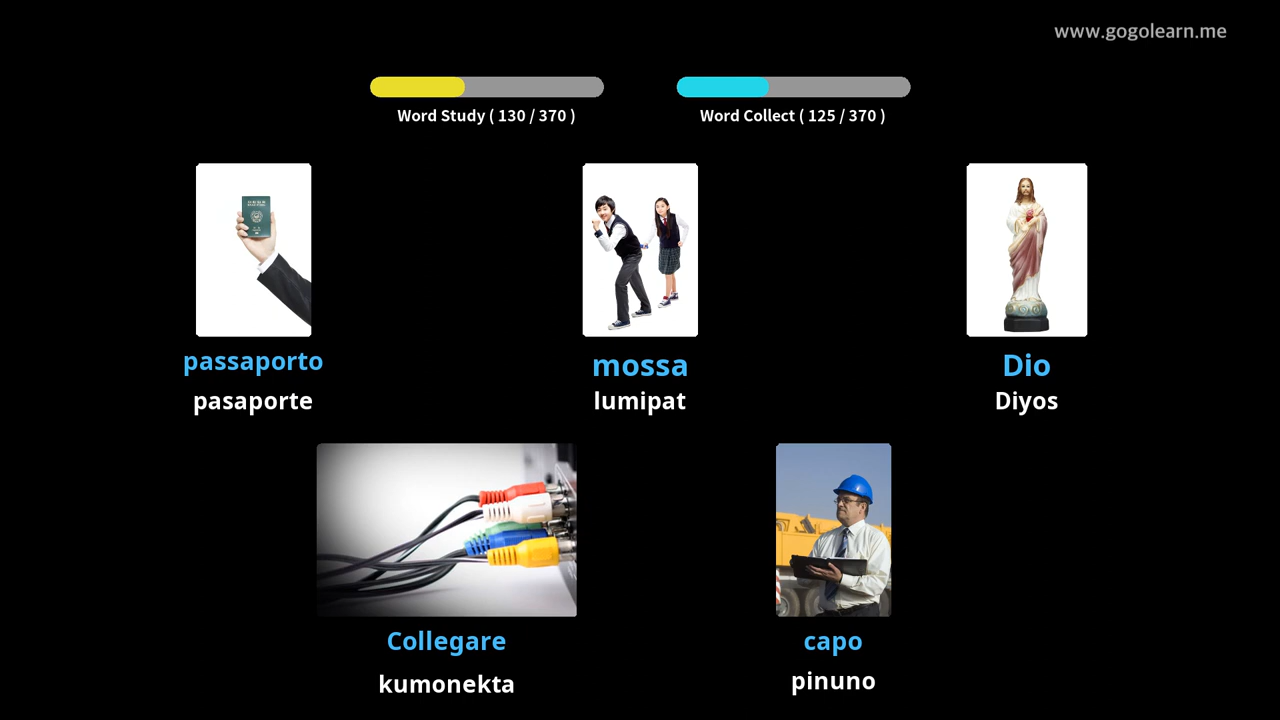 www.gogolearn.me
Word Study ( 130 / 370 )
Word Collect ( 125 / 370 )
passaporto
pasaporte
mossa
lumipat
Dio
Diyos
Collegare
kumonekta
capo
pinuno